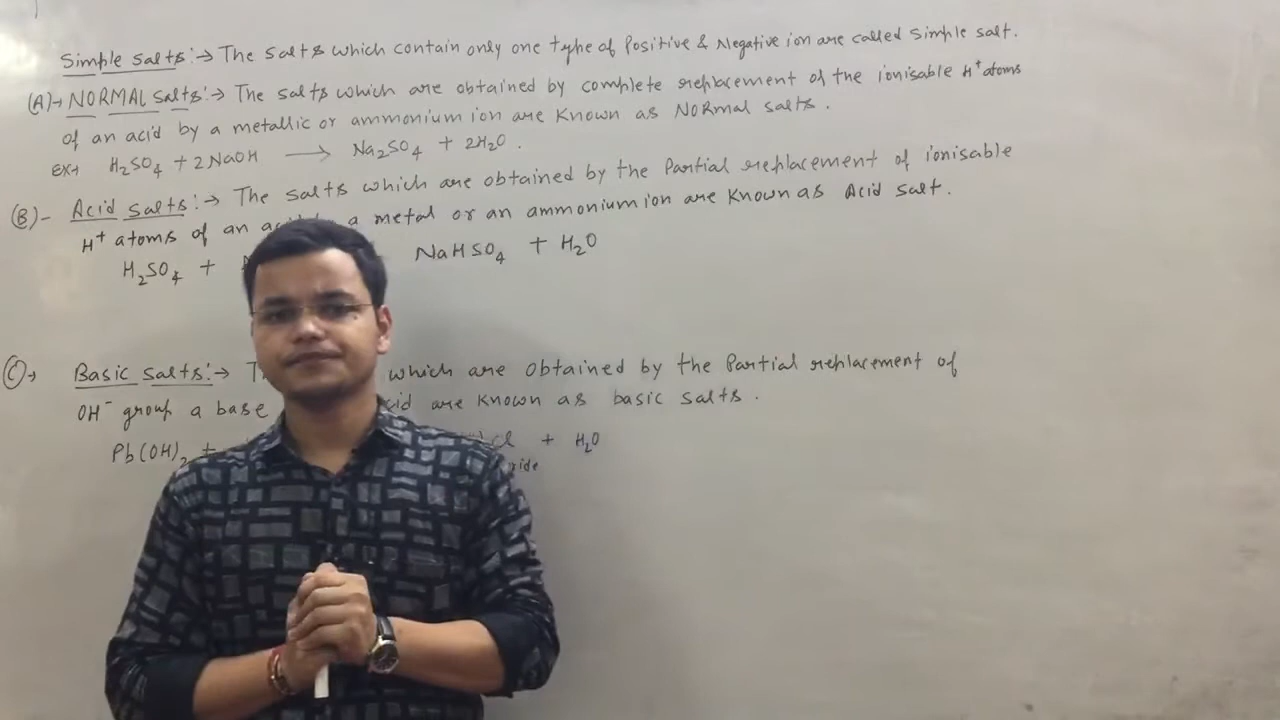 Simple salts:→ The salts which contain only one type of Positive & Negative ion are called simple salt.
(A)→ NORMAL salts:→ The salts which are obtained by complete replacement of the ionisable H⁺ atoms
of an acid by a metallic or ammonium ion are known as NORmal salts.
EX→ H₂SO₄ + 2NaOH ⟶ Na₂SO₄ + 2H₂O.
(B)- Acid salts:→ The salts which are obtained by the Partial replacement of ionisable
H⁺ atoms of an a metal or an ammonium ion are known as Acid salt.
H₂SO₄ + NaHSO₄ + H₂O
(C)→ Basic salts:→ which are obtained by the Partial replacement of
OH⁻ group a base are known as basic salts.
Pb(OH)₂ + Cl + H₂O